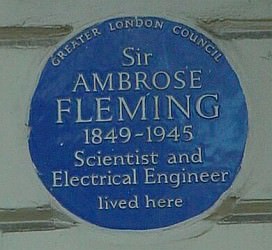 GREATER LONDON COUNCIL
Sir
AMBROSE
FLEMING
1849-1945
Scientist and
Electrical Engineer
lived here